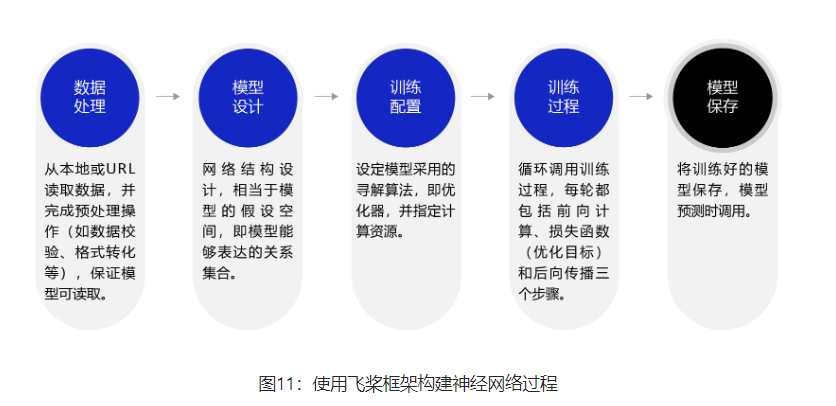 数据
处理
模型
设计
训练
配置
训练
过程
模型
保存
从本地或URL
读取数据，并
完成预处理操
作（如数据校
验、格式转化
等），保证模
型可读取。
网络结构设
计，相当于模
型的假设空
间，即模型能
够表达的关系
集合。
设定模型采用的
寻解算法，即优
化器，并指定计
算资源。
循环调用训练
过程，每轮都
包括前向计
算、损失函数
（优化目标）
和后向传播三
个步骤。
将训练好的模
型保存，模型
预测时调用。
图11：使用飞桨框架构建神经网络过程